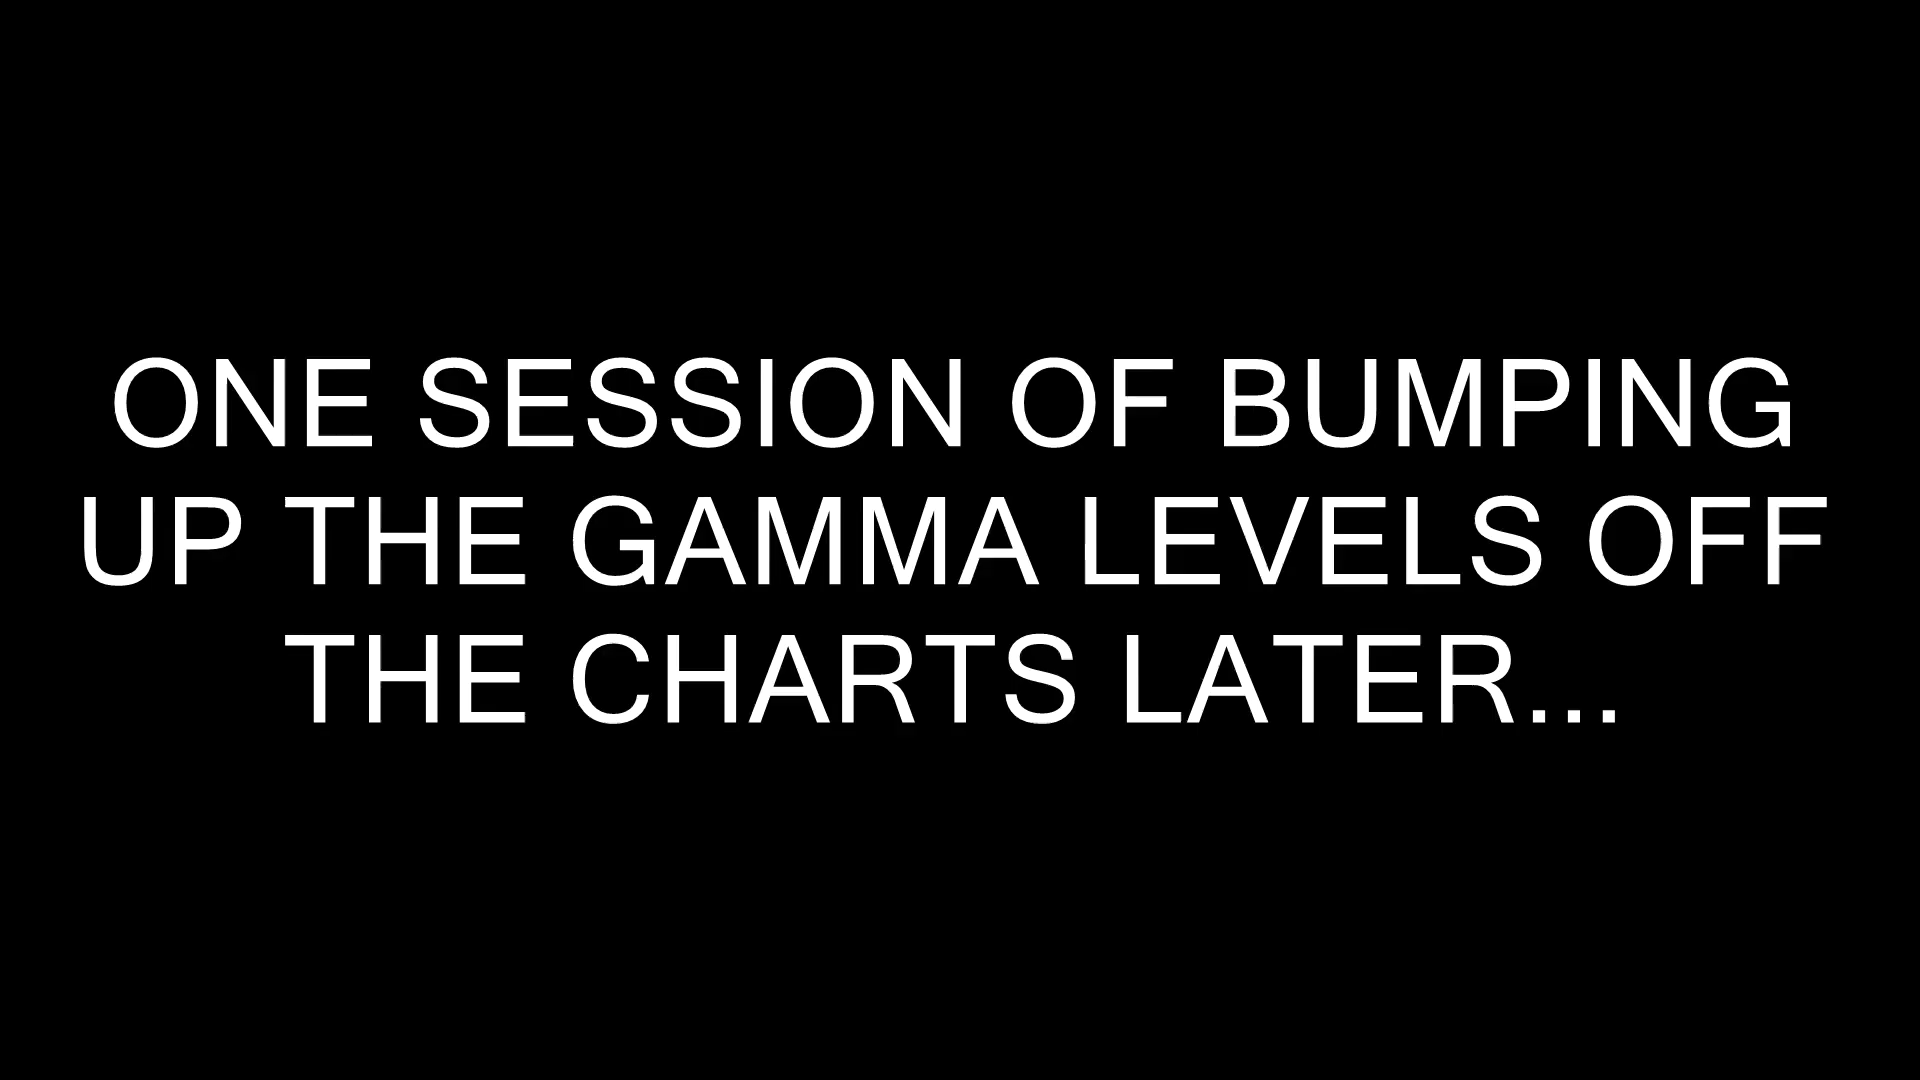 ONE SESSION OF BUMPING
UP THE GAMMA LEVELS OFF
THE CHARTS LATER...